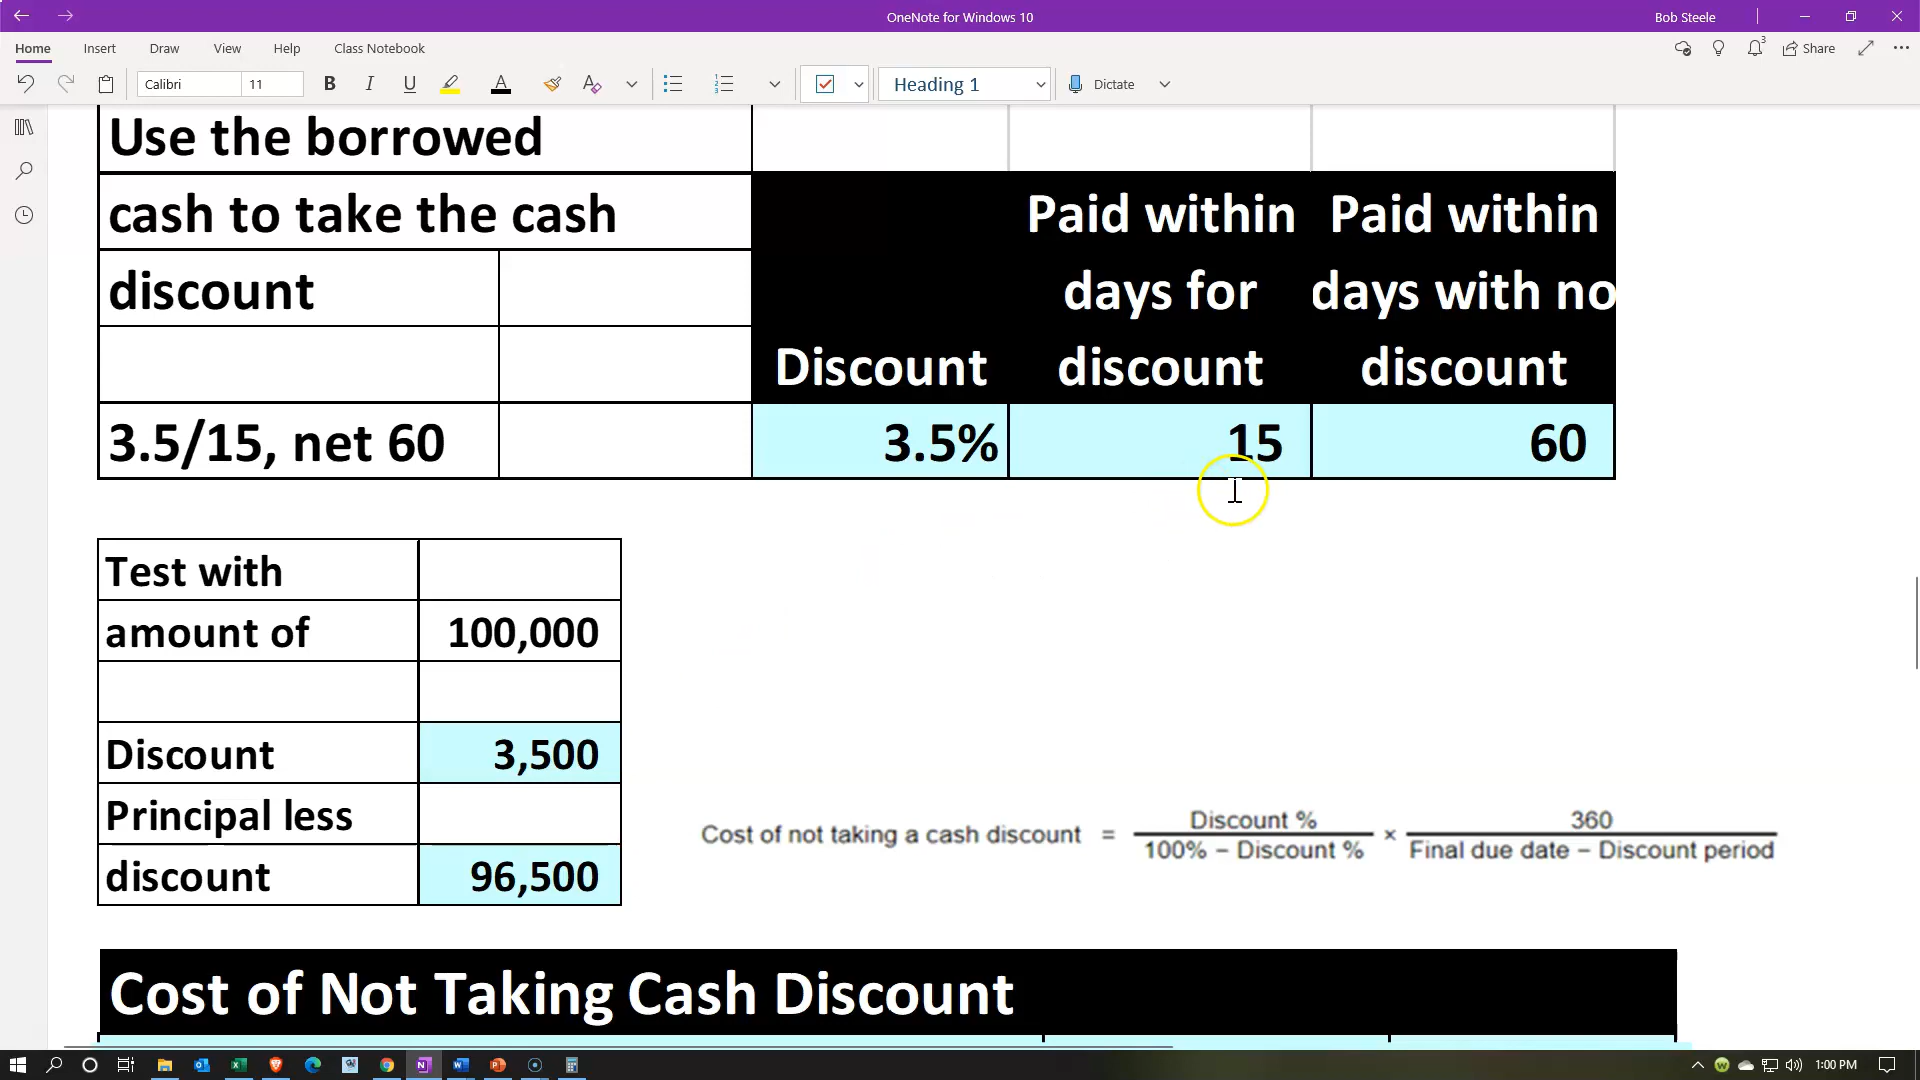 OneNote for Windows 10
Bob Steele
Home Insert Draw View Help Class Notebook
3
Share
Calibri 11 B I U A A Heading 1 Dictate
Use the borrowed
cash to take the cash
discount
3.5/15, net 60
Discount
Paid within
days for
discount
Paid within
days with no
discount
3.5% 15 60
Test with
amount of 100,000
Discount 3,500
Principal less
discount 96,500
Cost of not taking a cash discount = Discount % / 100% − Discount % × 360 / Final due date − Discount period
Cost of Not Taking Cash Discount
1:00 PM